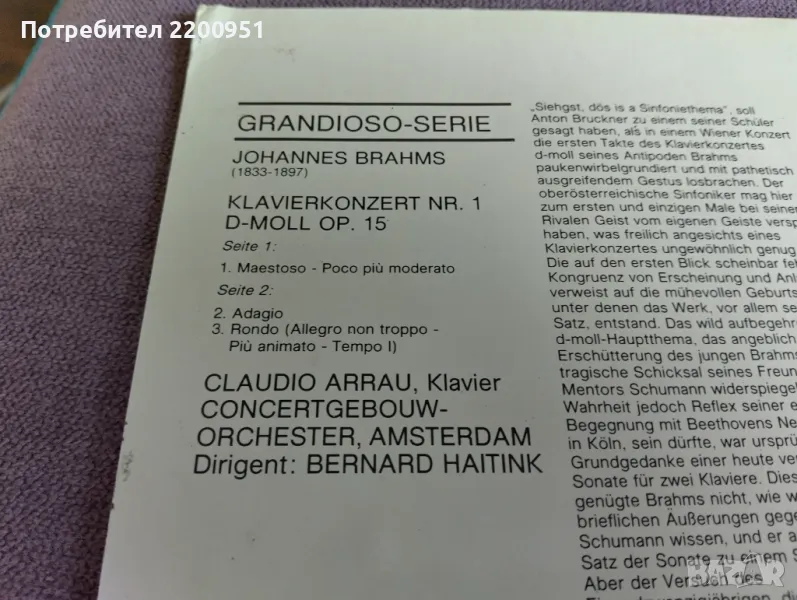 Потребител 2200951
GRANDIOSO-SERIE
JOHANNES BRAHMS
(1833-1897)
KLAVIERKONZERT NR. 1
D-MOLL OP. 15
Seite 1:
1. Maestoso - Poco più moderato
Seite 2:
2. Adagio
3. Rondo (Allegro non troppo -
Più animato - Tempo I)
CLAUDIO ARRAU, Klavier
CONCERTGEBOUW-
ORCHESTER, AMSTERDAM
Dirigent: BERNARD HAITINK
„Siehgst, dös is a Sinfoniethema", soll
Anton Bruckner zu einem seiner Schüler
gesagt haben, als in einem Wiener Konzert
die ersten Takte des Klavierkonzertes
d-moll seines Antipoden Brahms
paukenwirbelgrundiert und mit pathetisch
ausgreifendem Gestus losbrachen. Der
oberösterreichische Sinfoniker mag hier
zum ersten und einzigen Male bei seinem
Rivalen Geist vom eigenen Geiste versp
haben, was freilich angesichts eines
Klavierkonzertes ungewöhnlich genug
Die auf den ersten Blick scheinbar feh
Kongruenz von Erscheinung und Anl
verweist auf die mühevollen Geburts
unter denen das Werk, vor allem se
Satz, entstand. Das wild aufbegehr
d-moll-Hauptthema, das angeblich
Erschütterung des jungen Brahms
tragische Schicksal seines Freun
Mentors Schumann widerspiege
Wahrheit jedoch Reflex seiner e
Begegnung mit Beethovens Ne
in Köln, sein dürfte, war ursprü
Grundgedanke einer heute ver
Sonate für zwei Klaviere. Dies
genügte Brahms nicht, wie w
brieflichen Äußerungen gege
Schumann wissen, und er a
Satz der Sonate zu einem S
Aber der Versuch des
BAZAR